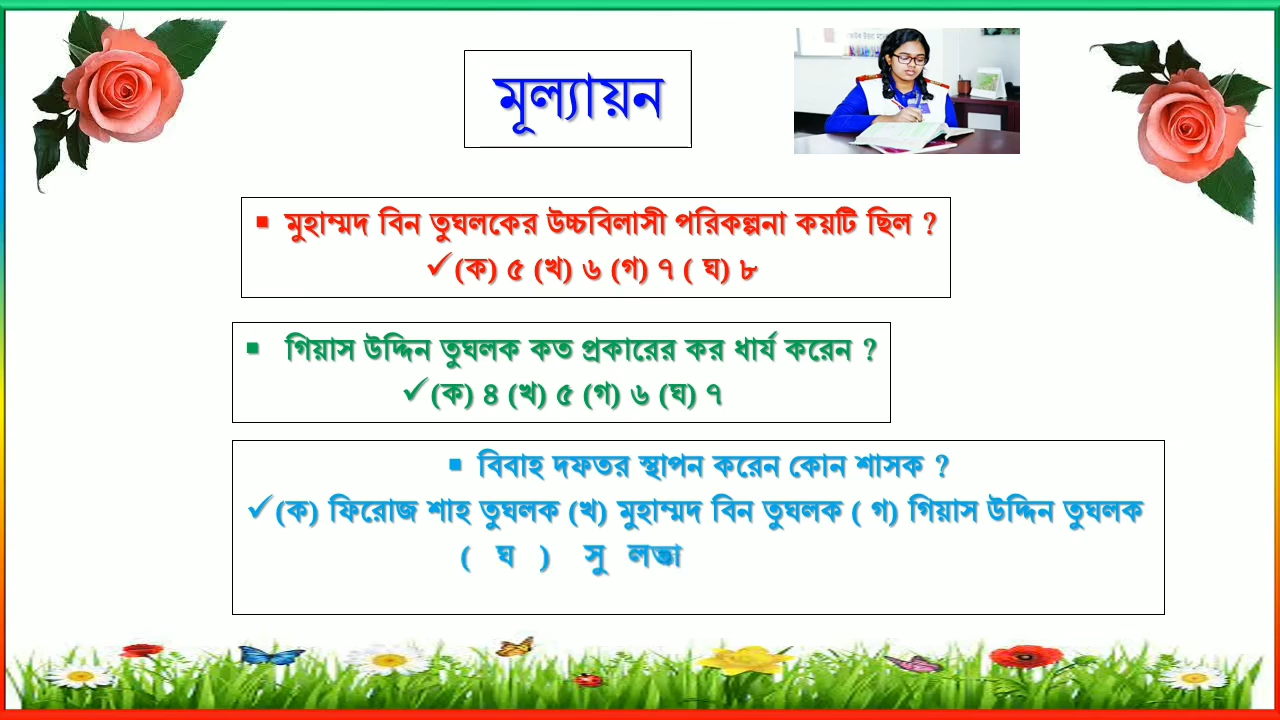 মূল্যায়ন
▪ মুহাম্মদ বিন তুঘলকের উচ্চবিলাসী পরিকল্পনা কয়টি ছিল ?
✓(ক) ৫ (খ) ৬ (গ) ৭ ( ঘ) ৮
▪ গিয়াস উদ্দিন তুঘলক কত প্রকারের কর ধার্য করেন ?
✓(ক) ৪ (খ) ৫ (গ) ৬ (ঘ) ৭
▪ বিবাহ দফতর স্থাপন করেন কোন শাসক ?
✓(ক) ফিরোজ শাহ তুঘলক (খ) মুহাম্মদ বিন তুঘলক ( গ) গিয়াস উদ্দিন তুঘলক
( ঘ )